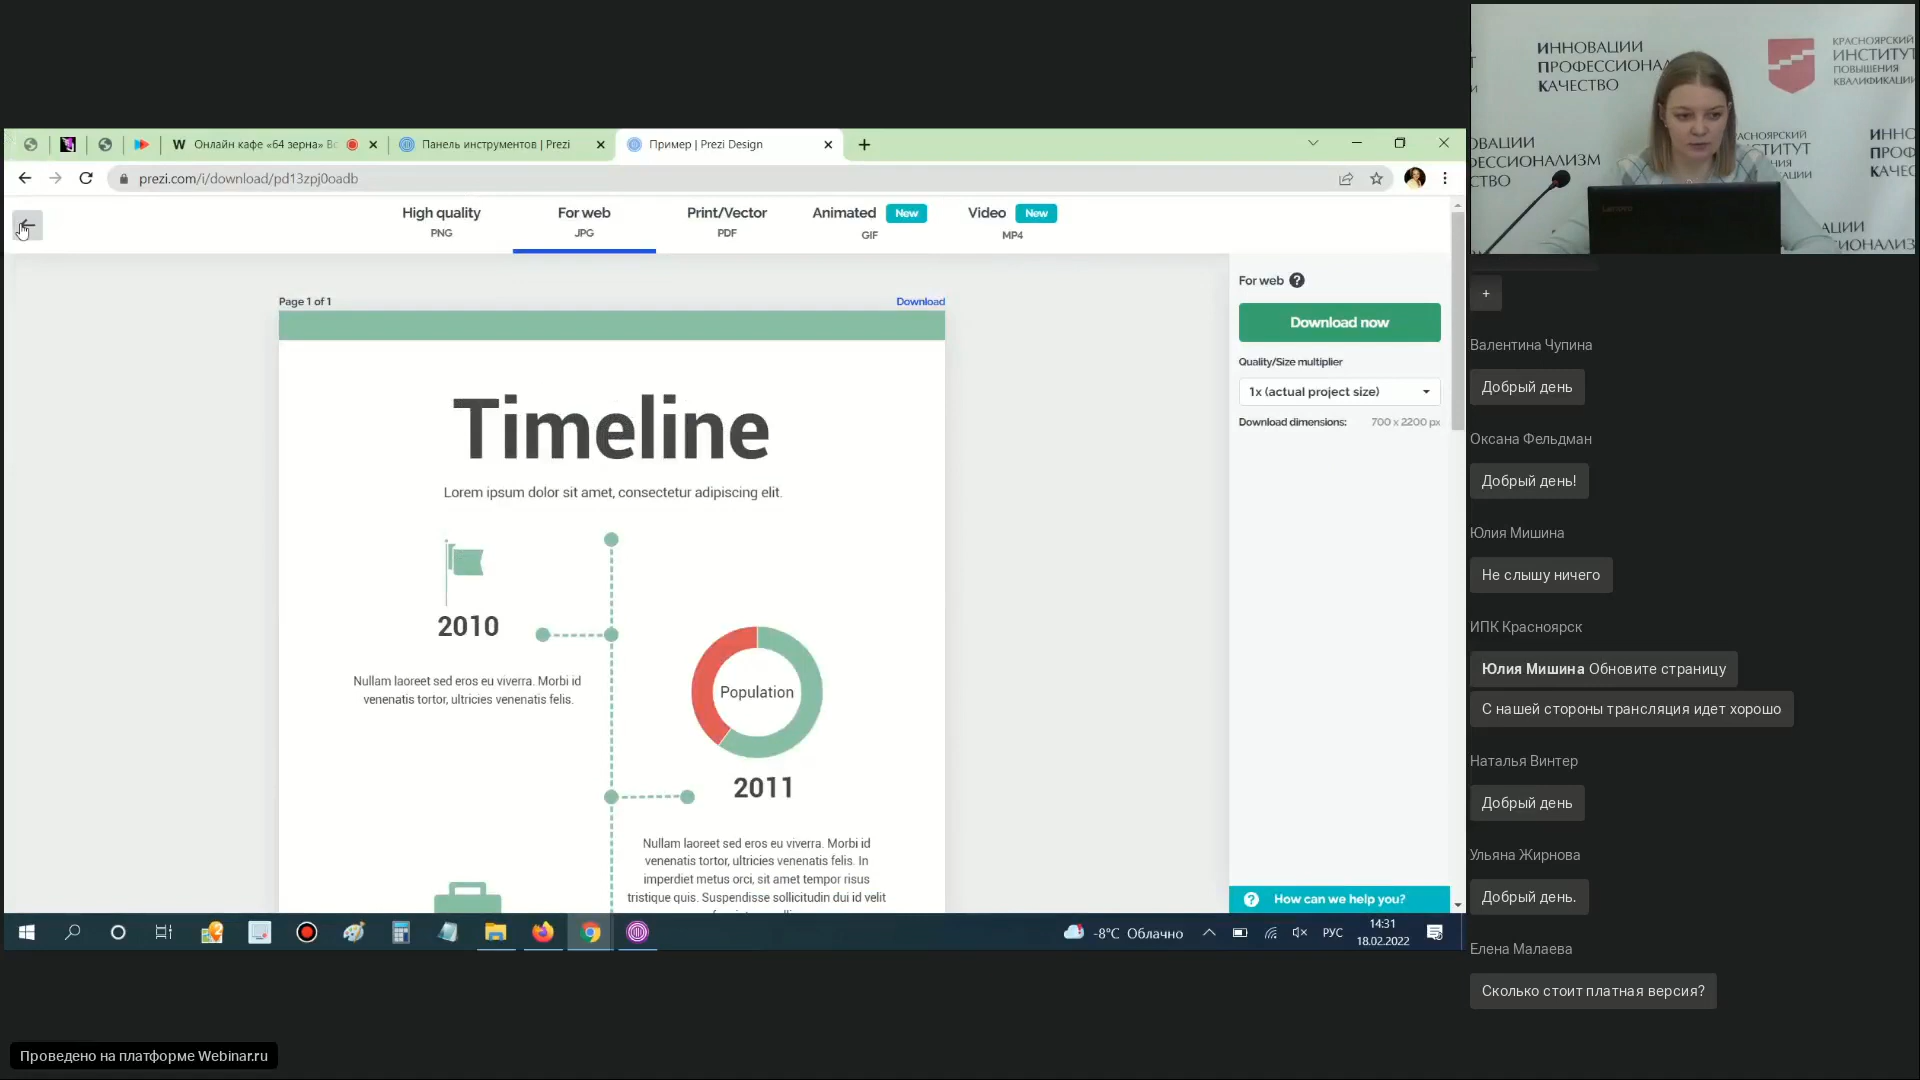 W Онлайн кафе «64 зерна» Вс
Панель инструментов | Prezi
Пример | Prezi Design
prezi.com/i/download/pd13zpj0oadb
High quality
PNG
For web
JPG
Print/Vector
PDF
Animated New
GIF
Video New
MP4
Page 1 of 1
Download
Timeline
Lorem ipsum dolor sit amet, consectetur adipiscing elit.
2010
Nullam laoreet sed eros eu viverra. Morbi id
venenatis tortor, ultricies venenatis felis.
Population
2011
Nullam laoreet sed eros eu viverra. Morbi id
venenatis tortor, ultricies venenatis felis. In
imperdiet metus orci, sit amet tempor risus
tristique quis. Suspendisse sollicitudin dui id velit
For web
Download now
Quality/Size multiplier
1x (actual project size)
Download dimensions: 700 x 2200 px
How can we help you?
-8°C Облачно
РУС
14:31
18.02.2022
ИННОВАЦИИ
ПРОФЕССИОНАЛ
КАЧЕСТВО
КРАСНОЯРСКИЙ
ИНСТИТУТ
ПОВЫШЕНИЯ
КВАЛИФИКАЦИИ
Lenovo
+
Валентина Чупина
Добрый день
Оксана Фельдман
Добрый день!
Юлия Мишина
Не слышу ничего
ИПК Красноярск
Юлия Мишина Обновите страницу
С нашей стороны трансляция идет хорошо
Наталья Винтер
Добрый день
Ульяна Жирнова
Добрый день.
Елена Малаева
Сколько стоит платная версия?
Проведено на платформе Webinar.ru